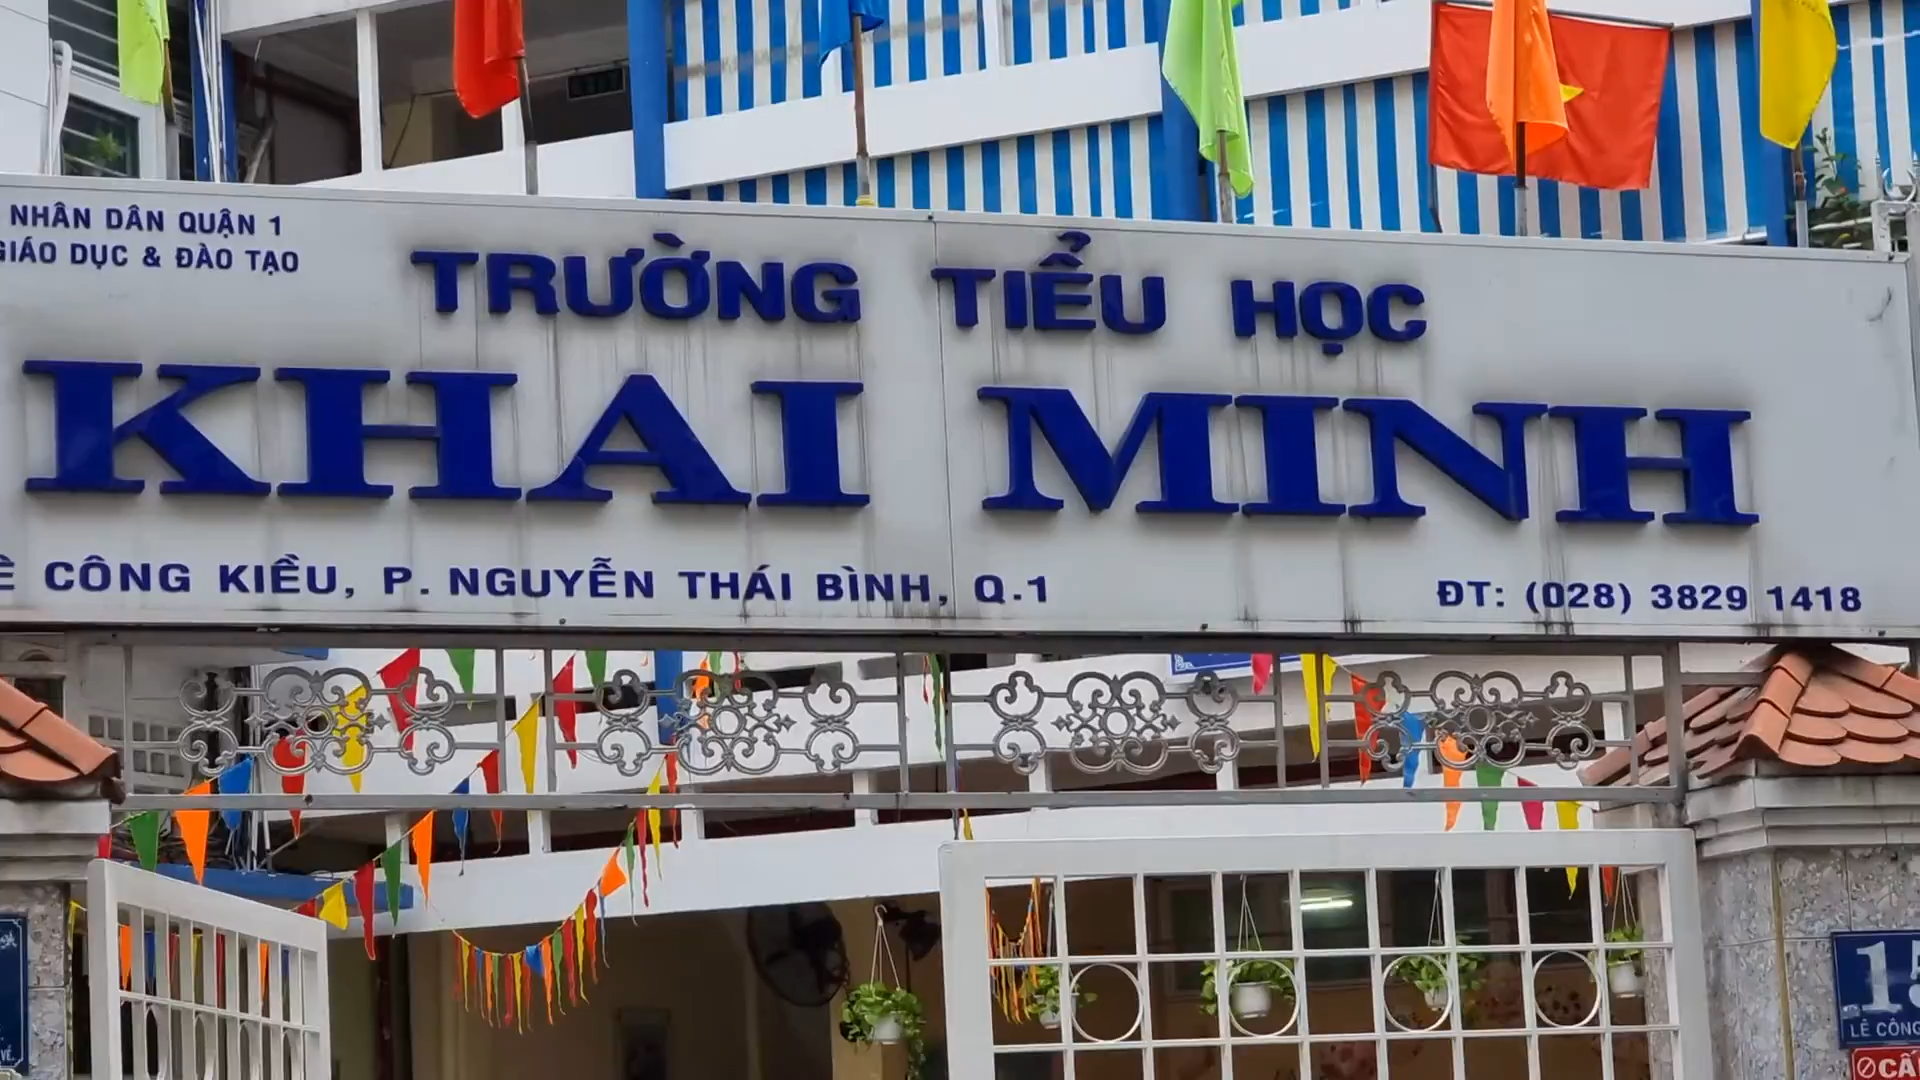 NHÂN DÂN QUẬN 1
GIÁO DỤC & ĐÀO TẠO
TRƯỜNG TIỂU HỌC
KHAI MINH
CÔNG KIỀU, P. NGUYỄN THÁI BÌNH, Q.1
ĐT: (028) 3829 1418
LÊ CÔNG